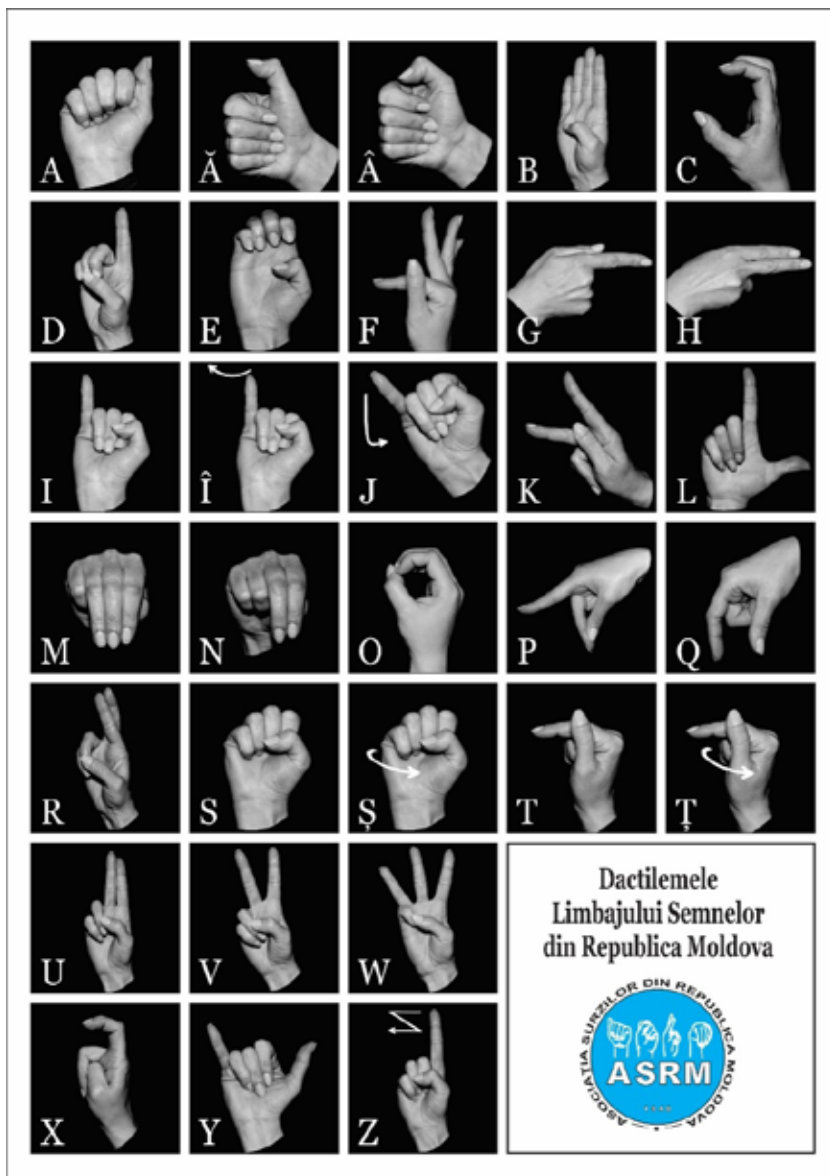 A Ă Â B C
D E F G H
I Î J K L
M N O P Q
R S Ş T Ţ
U V W
Dactilemele
Limbajului Semnelor
din Republica Moldova
ASOCIAȚIA SURZILOR DIN REPUBLICA MOLDOVA
ASRM
X Y Z